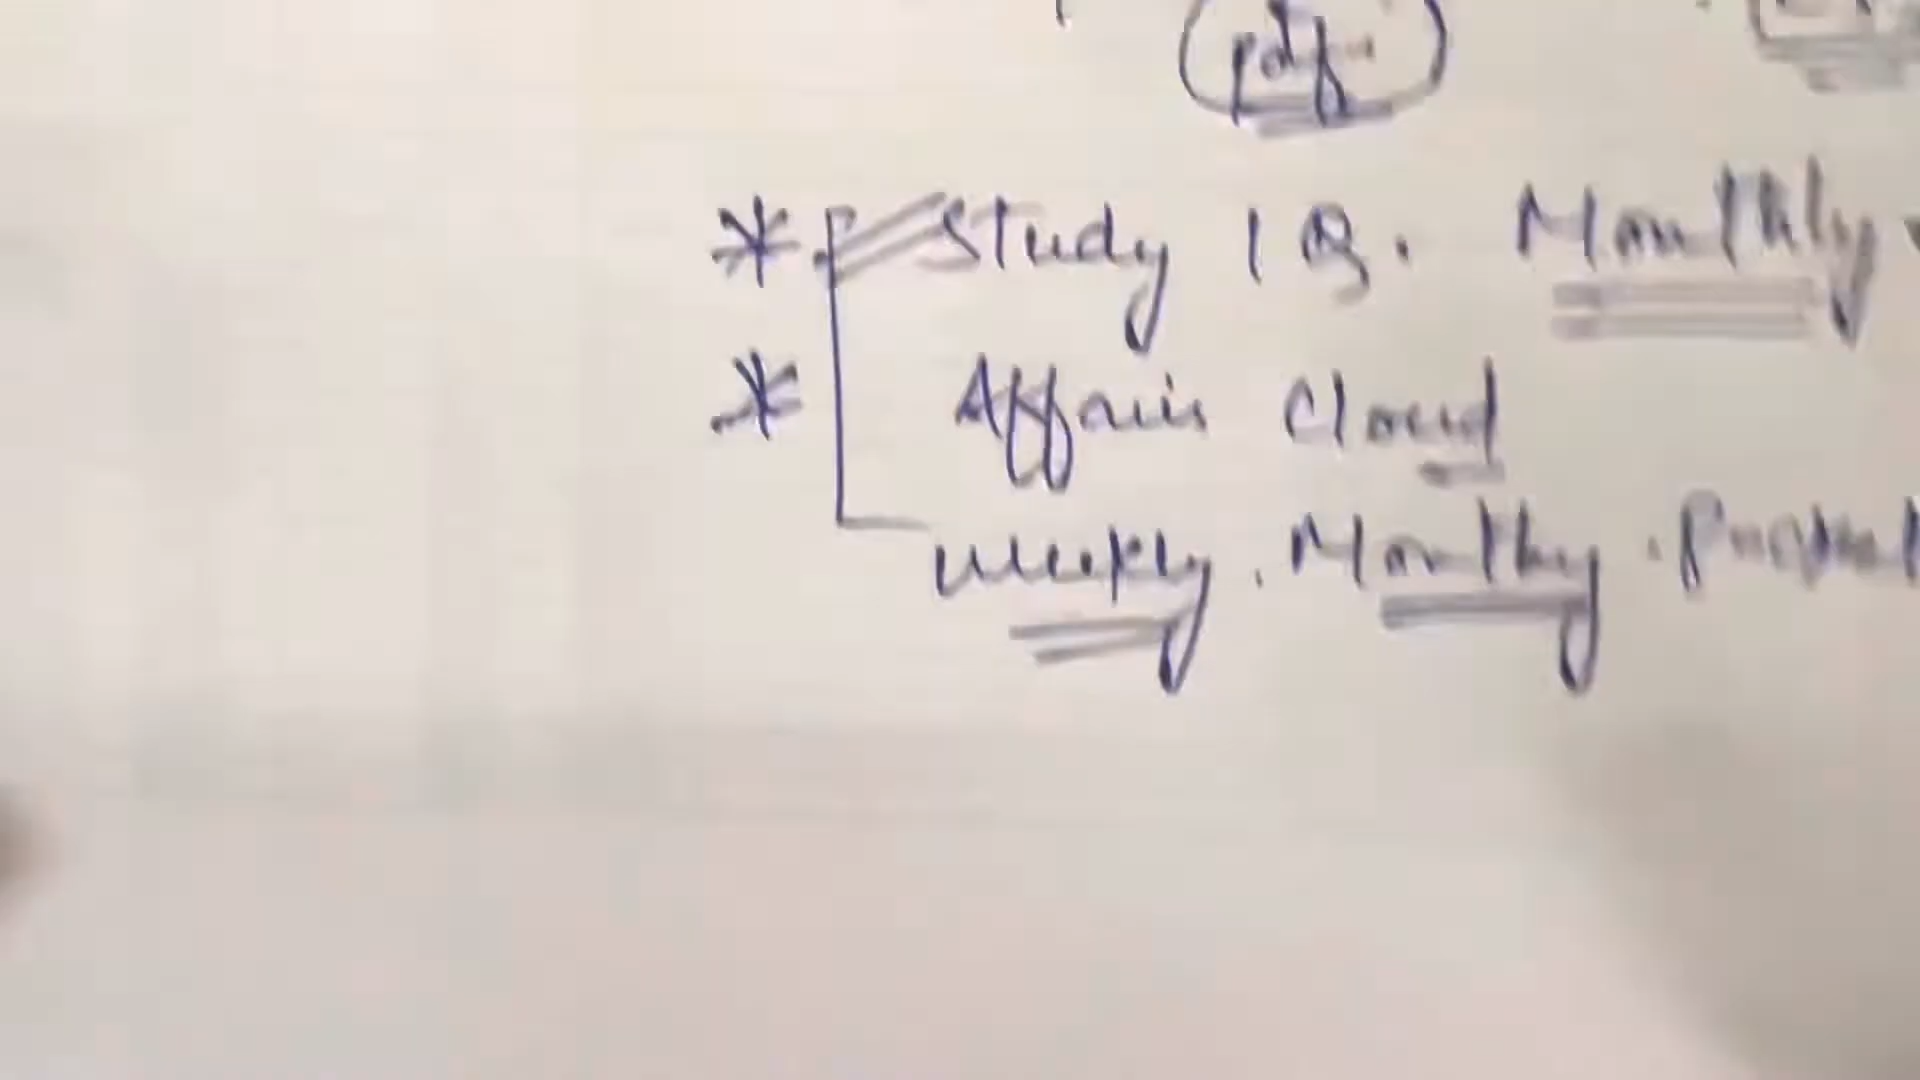 pdf
* Study IQ. Monthly
* Affairs Cloud
Weekly. Monthly.